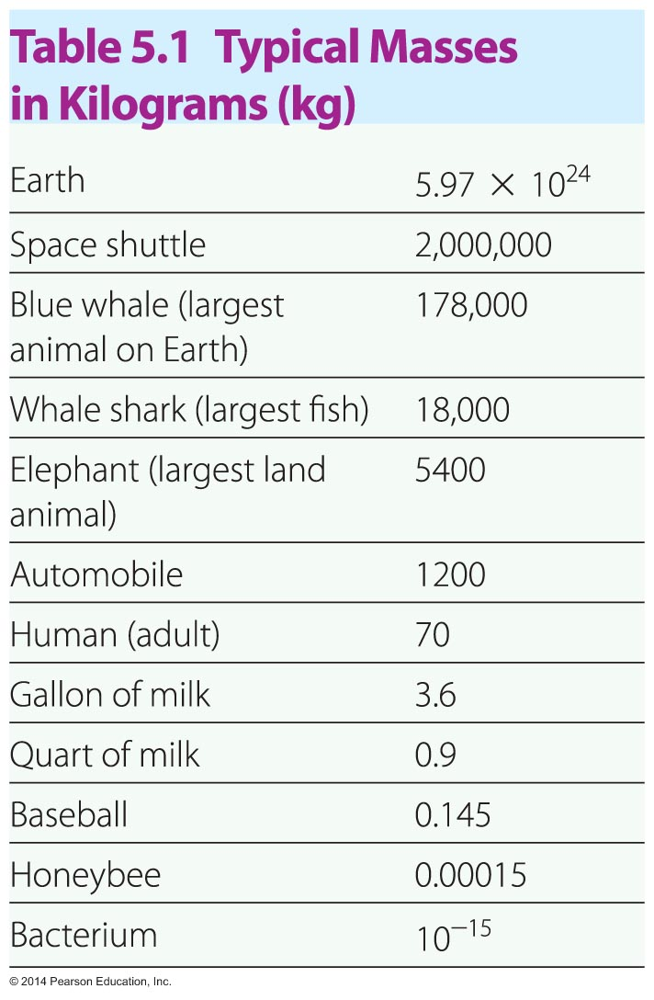 Table 5.1 Typical Masses
in Kilograms (kg)
Earth 5.97 × 10²⁴
Space shuttle 2,000,000
Blue whale (largest 178,000
animal on Earth)
Whale shark (largest fish) 18,000
Elephant (largest land 5400
animal)
Automobile 1200
Human (adult) 70
Gallon of milk 3.6
Quart of milk 0.9
Baseball 0.145
Honeybee 0.00015
Bacterium 10⁻¹⁵
© 2014 Pearson Education, Inc.